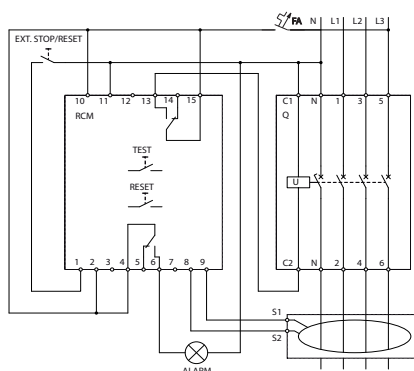 FA N L1 L2 L3
EXT. STOP/RESET
10 11 12 13 14 15
RCM
C1 N 1 3 5
Q
TEST
RESET
U
1 2 3 4 5 6 7 8 9
C2 N 2 4 6
S1
S2
ALARM